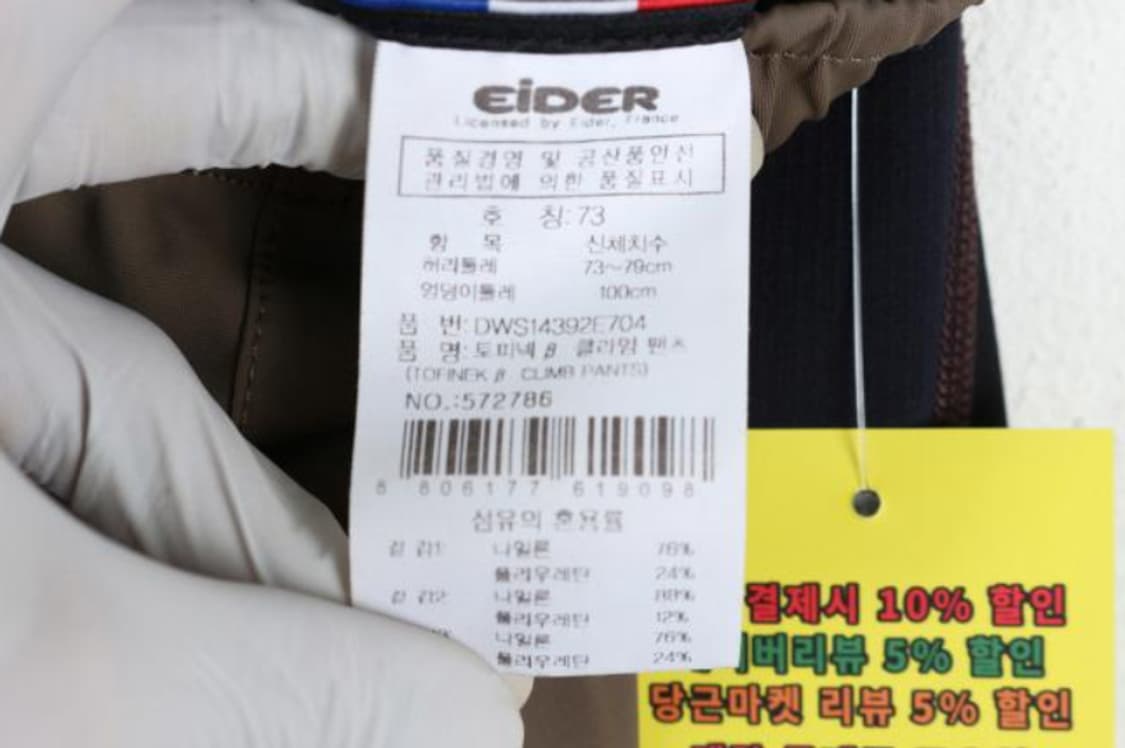 EiDER
Licensed by Eider, France
품질경영 및 공산품안전
관리법에 의한 품질표시
호 칭: 73
항 목 신체치수
허리둘레 73~79cm
엉덩이둘레 100cm
품 번: DWS14392E704
품 명: 토피넥 β 클라임 팬츠
(TOFINEK β CLIMB PANTS)
NO.:572786
8 806177 619098
섬유의 혼용률
겉 감1: 나일론 76%
폴리우레탄 24%
겉 감2: 나일론 88%
폴리우레탄 12%
나일론 76%
폴리우레탄 24%
결제시 10% 할인
버리뷰 5% 할인
당근마켓 리뷰 5% 할인